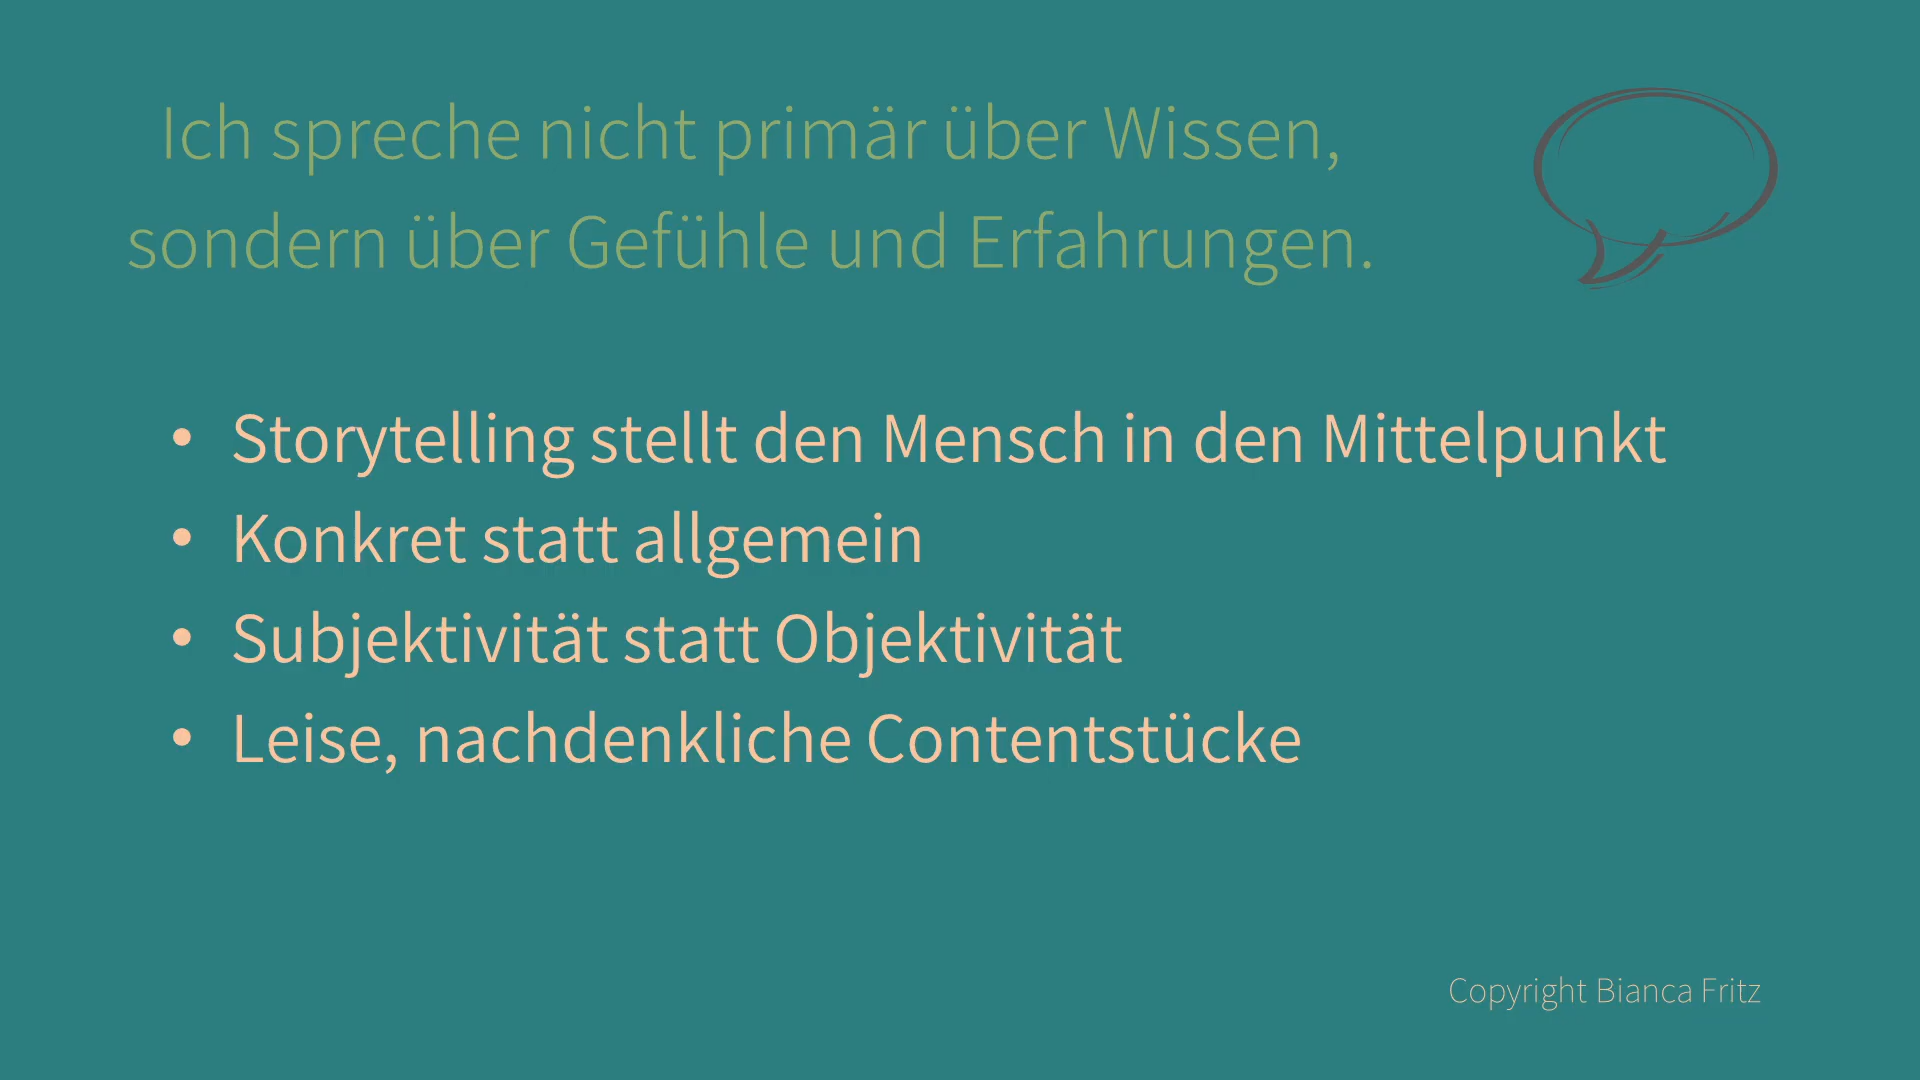 Ich spreche nicht primär über Wissen,
sondern über Gefühle und Erfahrungen.
• Storytelling stellt den Mensch in den Mittelpunkt
• Konkret statt allgemein
• Subjektivität statt Objektivität
• Leise, nachdenkliche Contentstücke
Copyright Bianca Fritz